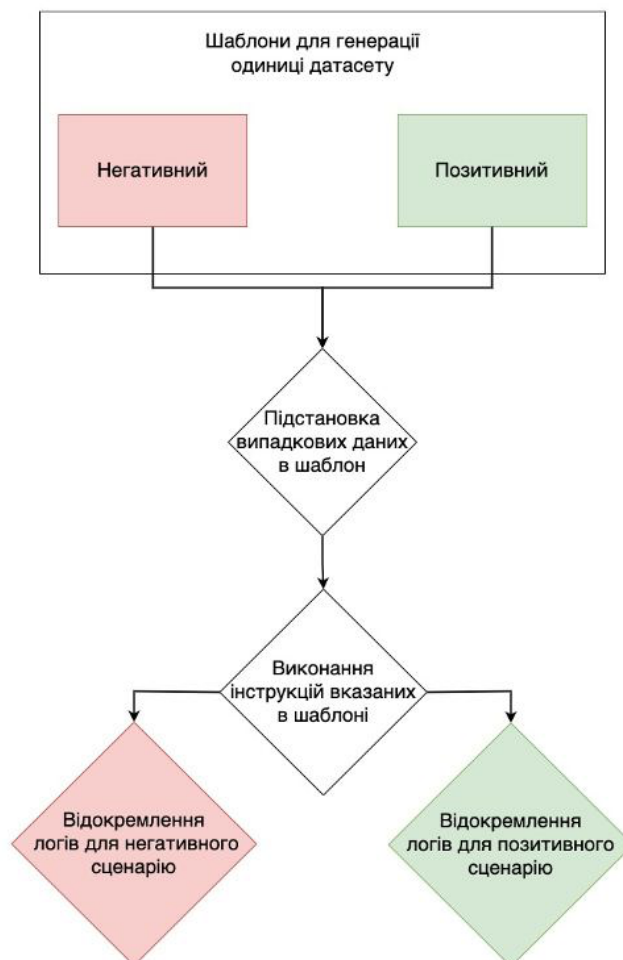 Шаблони для генерації
одиниці датасету
Негативний
Позитивний
Підстановка
випадкових даних
в шаблон
Виконання
інструкцій вказаних
в шаблоні
Відокремлення
логів для негативного
сценарію
Відокремлення
логів для позитивного
сценарію